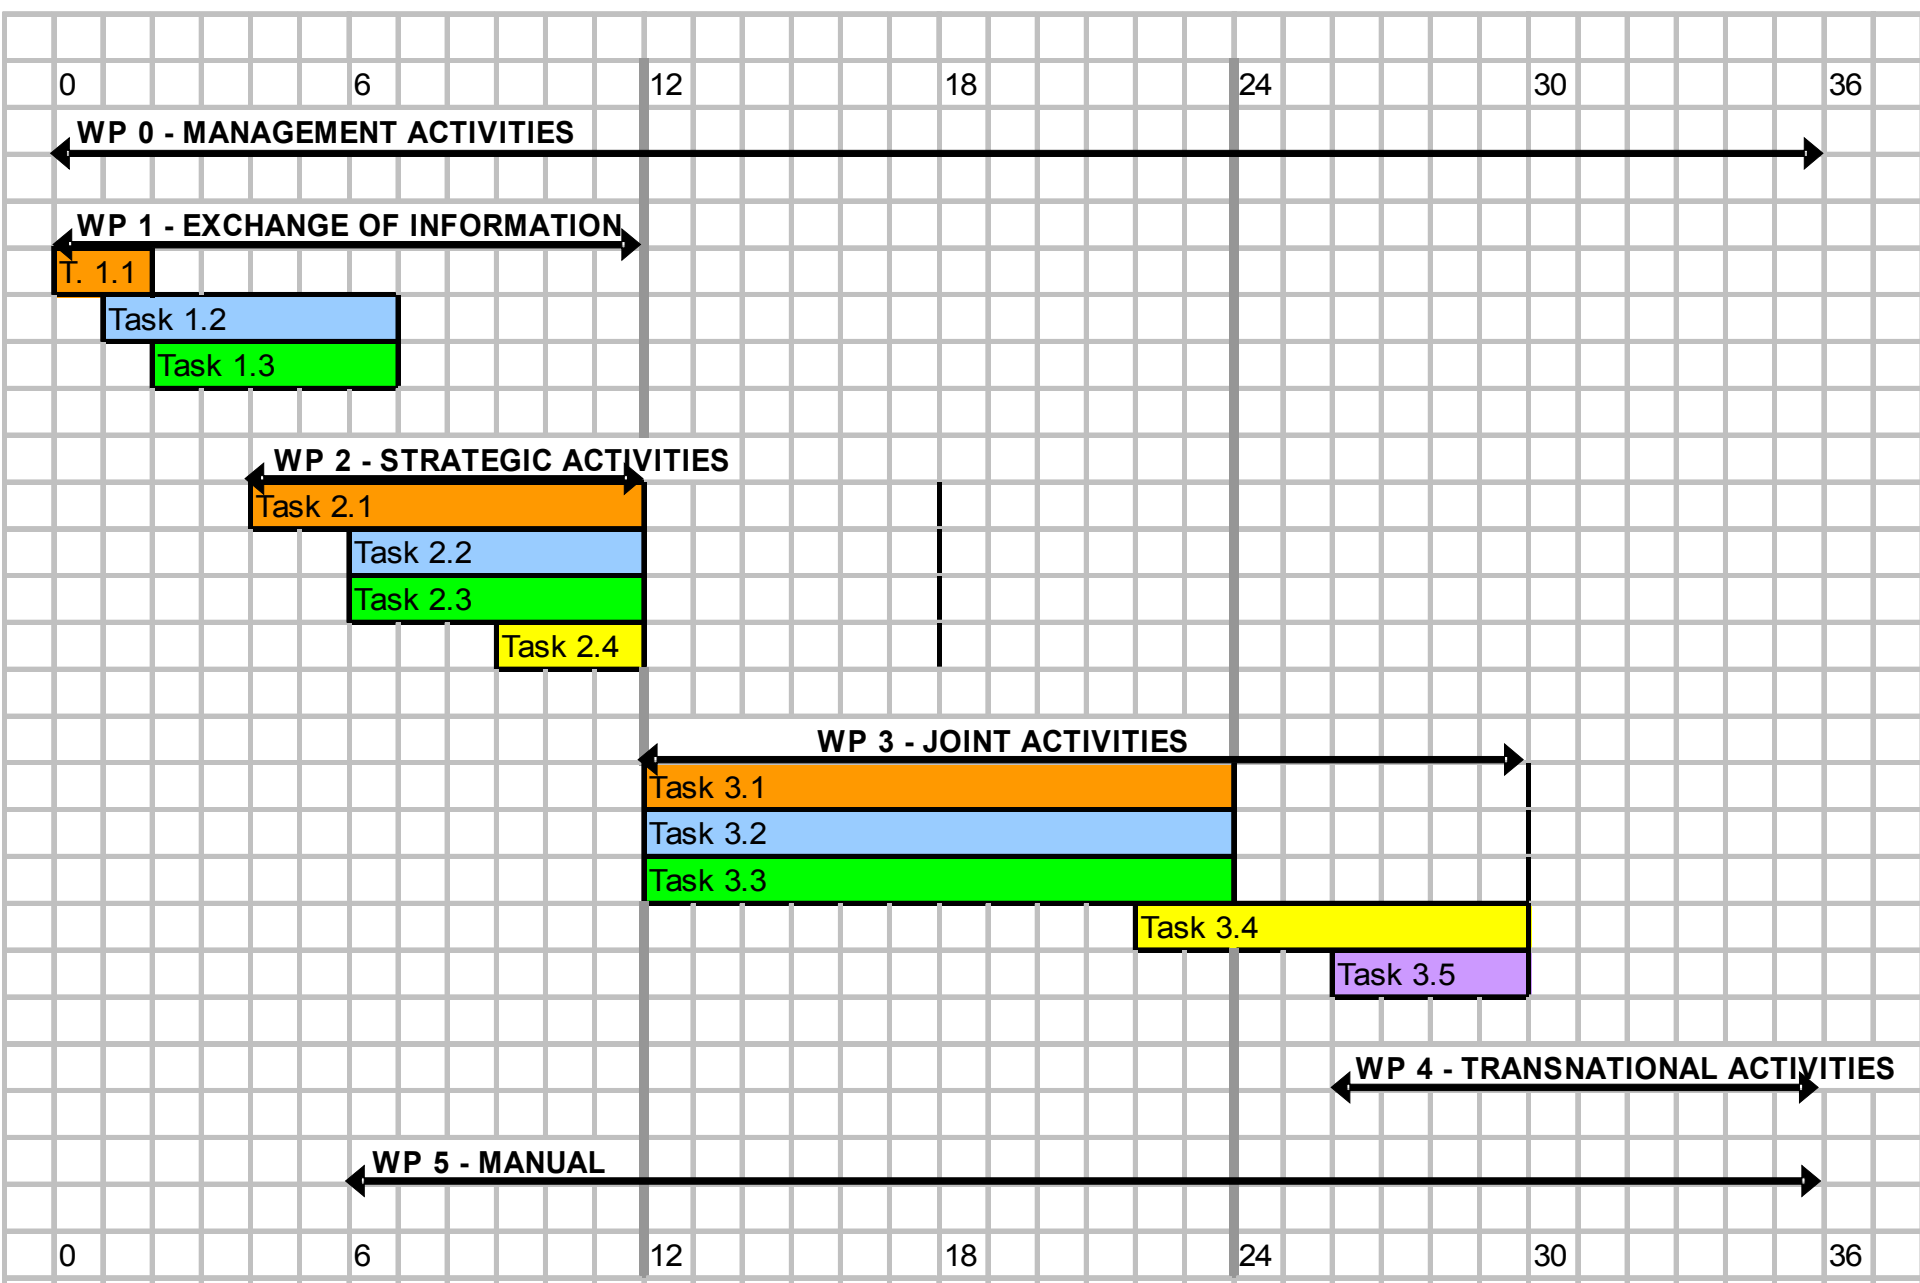 0 6 12 18 24 30 36
WP 0 - MANAGEMENT ACTIVITIES
WP 1 - EXCHANGE OF INFORMATION
T. 1.1
Task 1.2
Task 1.3
WP 2 - STRATEGIC ACTIVITIES
Task 2.1
Task 2.2
Task 2.3
Task 2.4
WP 3 - JOINT ACTIVITIES
Task 3.1
Task 3.2
Task 3.3
Task 3.4
Task 3.5
WP 4 - TRANSNATIONAL ACTIVITIES
WP 5 - MANUAL
0 6 12 18 24 30 36